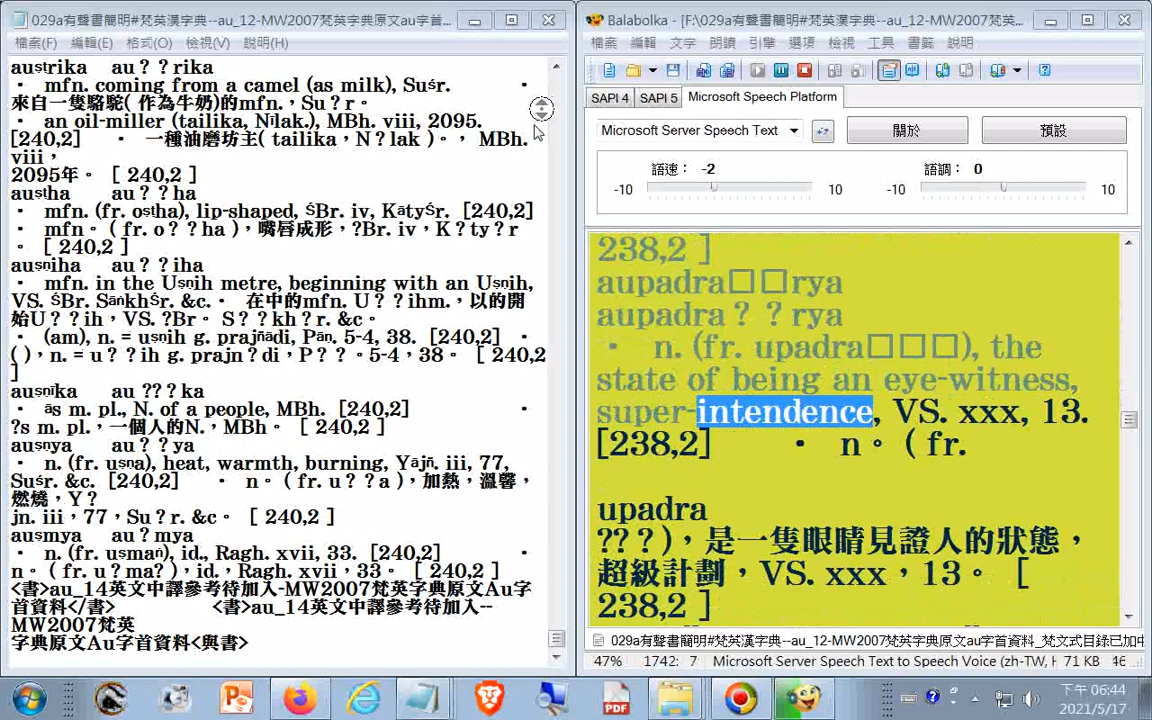 029a有聲書簡明#梵英漢字典--au_12-MW2007梵英字典原文au字首...
檔案(F) 編輯(E) 格式(O) 檢視(V) 說明(H)
auṣṭrika au??rika
• mfn. coming from a camel (as milk), Suśr. •
來自一隻駱駝( 作為牛奶)的mfn.，Su?r。
• an oil-miller (tailika, Nīlak.), MBh. viii, 2095.
[240,2] • 一種油磨坊主( tailika，N?lak )。， MBh.
viii，
2095年。 [ 240,2 ]
auṣṭha au??ha
• mfn. (fr. oṣṭha), lip-shaped, ŚBr. iv, KātyŚr. [240,2]
• mfn。( fr. o??ha )，嘴唇成形，?Br. iv，K?ty?r
。 [ 240,2 ]
auṣṇiha au??iha
• mfn. in the Uṣṇih metre, beginning with an Uṣṇih,
VS. ŚBr. SāṅkhŚr. &c. • 在中的mfn. U??ihm.，以的開
始U??ih，VS. ?Br。 S??kh?r. &c。
• (am), n. = uṣṇih g. prajñādi, Pāṇ. 5-4, 38. [240,2]
( )，n. = u??ih g. prajn?di，P??。5-4，38。 [ 240,2
]
auṣṇīka au???ka
• ās m. pl., N. of a people, MBh. [240,2] •
?s m. pl.，一個人的N.，MBh。 [ 240,2 ]
auṣṇya au??ya
• n. (fr. uṣṇa), heat, warmth, burning, Yājñ. iii, 77,
Suśr. &c. [240,2] • n。( fr. u??a )，加熱，溫馨，
燃燒，Y?
jn. iii，77，Su?r. &c。 [ 240,2 ]
auṣmya au?mya
• n. (fr. uṣman), id., Ragh. xvii, 33. [240,2] •
n。( fr. u?ma?)，id.，Ragh. xvii，33。 [ 240,2 ]
<書>au_14英文中譯參考待加入-MW2007梵英字典原文Au字
首資料</書> <書>au_14英文中譯參考待加入--
MW2007梵英
字典原文Au字首資料<與書>
Balabolka - [F:\029a有聲書簡明#梵英漢字典--au_12-MW2007梵英...
檔案 編輯 文字 朗讀 引擎 選項 檢視 工具 書籤 說明
SAPI 4 SAPI 5 Microsoft Speech Platform
Microsoft Server Speech Text 關於 預設
語速： -2 語調： 0
-10 10 -10 10
238,2 ]
aupadra□□rya
aupadra??rya
• n. (fr. upadra□□□), the
state of being an eye-witness,
super-intendence, VS. xxx, 13.
[238,2] • n。( fr.
upadra
???)，是一隻眼睛見證人的狀態，
超級計劃，VS. xxx，13。 [
238,2 ]
029a有聲書簡明#梵英漢字典--au_12-MW2007梵英字典原文au字首資料_梵文式目錄已加中
47% 1742: 7 Microsoft Server Speech Text to Speech Voice (zh-TW, H 71 KB 46
下午 06:44
2021/5/17